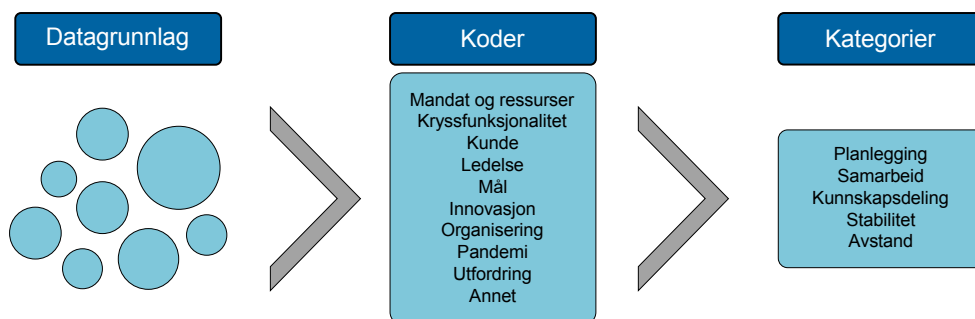 Datagrunnlag
Koder
Mandat og ressurser
Kryssfunksjonalitet
Kunde
Ledelse
Mål
Innovasjon
Organisering
Pandemi
Utfordring
Annet
Kategorier
Planlegging
Samarbeid
Kunnskapsdeling
Stabilitet
Avstand